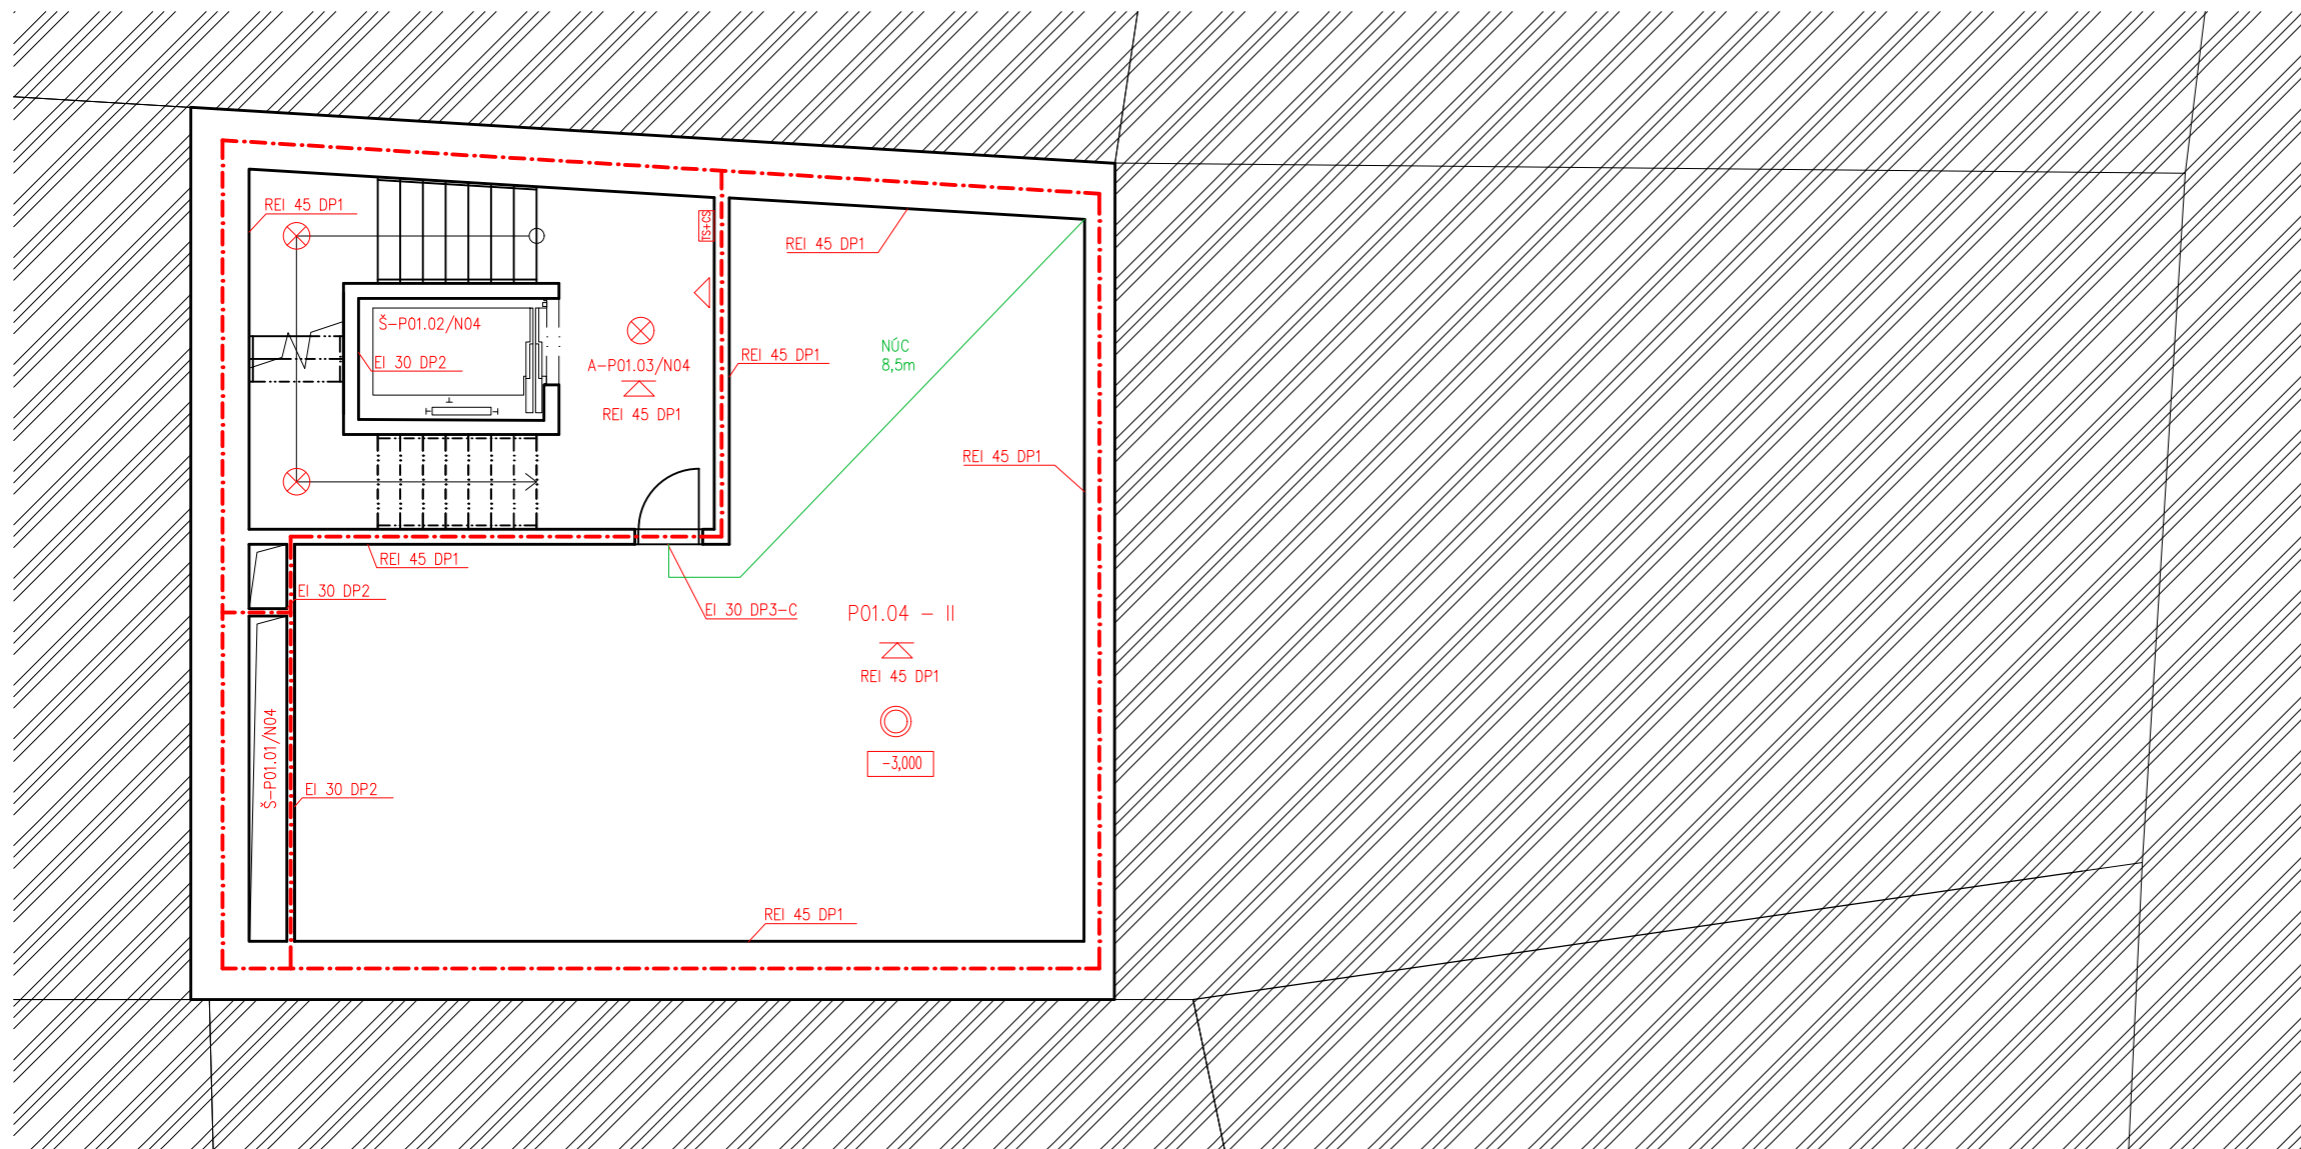 REI 45 DP1
TS+CS
REI 45 DP1
Š-P01.02/N04
EI 30 DP2
A-P01.03/N04
REI 45 DP1
REI 45 DP1
NÚC
8,5m
REI 45 DP1
REI 45 DP1
EI 30 DP2
EI 30 DP3-C
P01.04 - II
REI 45 DP1
-3,000
Š-P01.01/N04
EI 30 DP2
REI 45 DP1